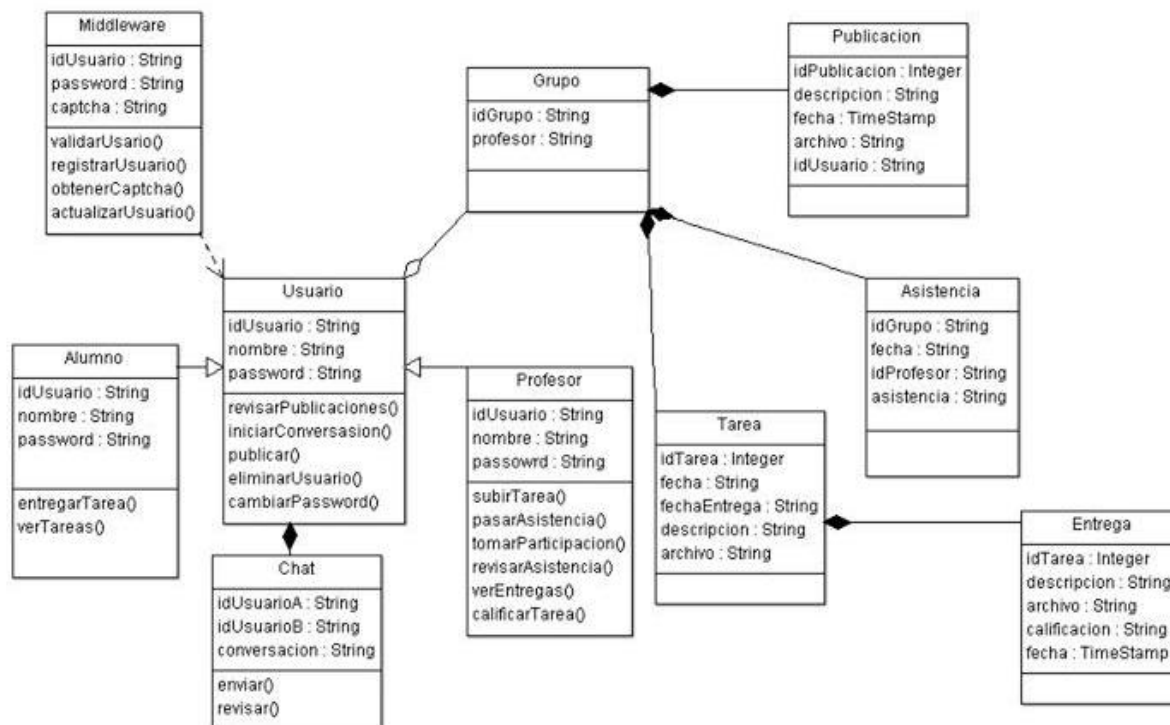 Middleware
idUsuario : String
password : String
captcha : String
validarUsario()
registrarUsuario()
obtenerCaptcha()
actualizarUsuario()
Grupo
idGrupo : String
profesor : String
Publicacion
idPublicacion : Integer
descripcion : String
fecha : TimeStamp
archivo : String
idUsuario : String
Usuario
idUsuario : String
nombre : String
password : String
revisarPublicaciones()
iniciarConversasion()
publicar()
eliminarUsuario()
cambiarPassword()
Asistencia
idGrupo : String
fecha : String
idProfesor : String
asistencia : String
Alumno
idUsuario : String
nombre : String
password : String
entregarTarea()
verTareas()
Profesor
idUsuario : String
nombre : String
passowrd : String
subirTarea()
pasarAsistencia()
tomarParticipacion()
revisarAsistencia()
verEntregas()
calificarTarea()
Tarea
idTarea : Integer
fecha : String
fechaEntrega : String
descripcion : String
archivo : String
Entrega
idTarea : Integer
descripcion : String
archivo : String
calificacion : String
fecha : TimeStamp
Chat
idUsuarioA : String
idUsuarioB : String
conversacion : String
enviar()
revisar()